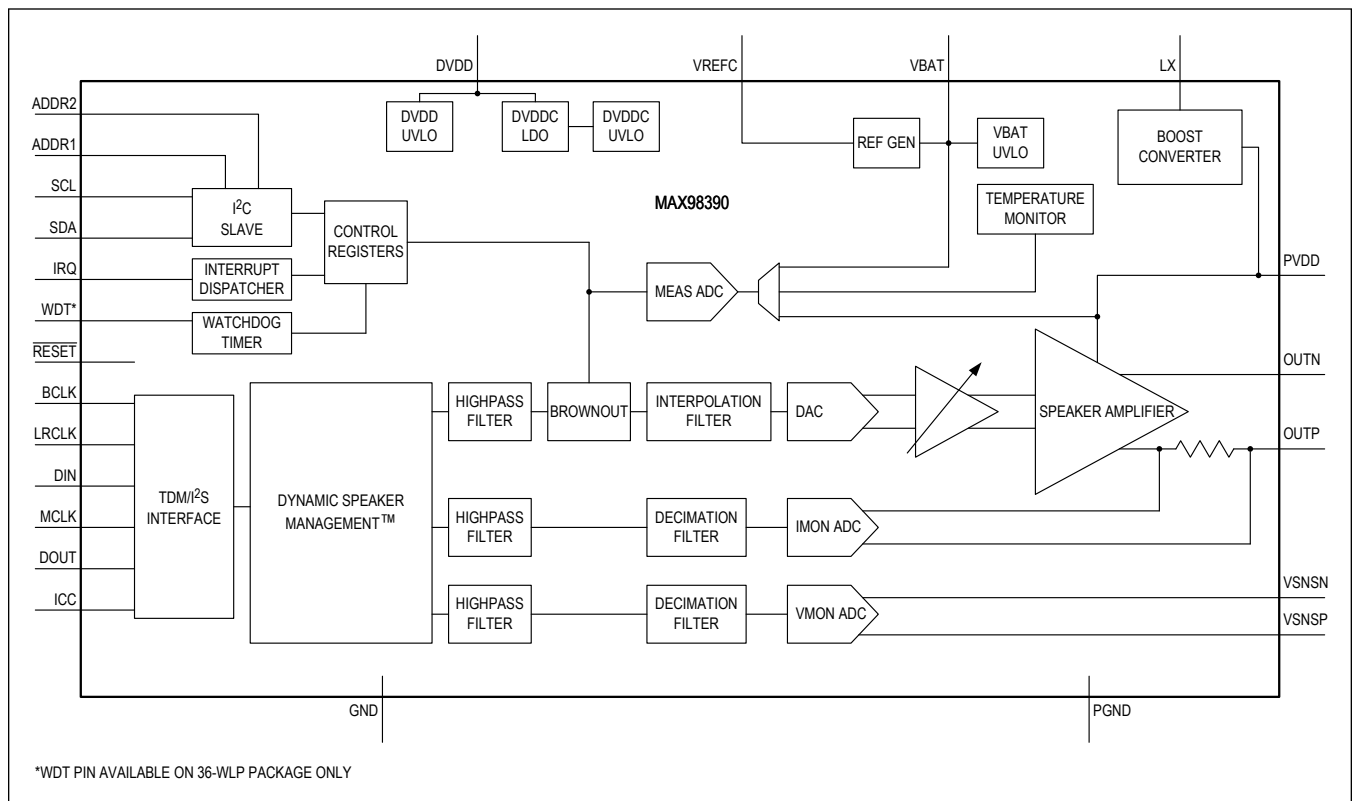 DVDD
VREFC
VBAT
LX
ADDR2
ADDR1
SCL
SDA
IRQ
WDT*
RESET
BCLK
LRCLK
DIN
MCLK
DOUT
ICC
DVDD
UVLO
DVDDC
LDO
DVDDC
UVLO
REF GEN
VBAT
UVLO
BOOST
CONVERTER
I2C
SLAVE
CONTROL
REGISTERS
MAX98390
TEMPERATURE
MONITOR
INTERRUPT
DISPATCHER
WATCHDOG
TIMER
MEAS ADC
PVDD
OUTN
OUTP
VSNSN
VSNSP
TDM/I2S
INTERFACE
DYNAMIC SPEAKER
MANAGEMENT™
HIGHPASS
FILTER
BROWNOUT
INTERPOLATION
FILTER
DAC
SPEAKER AMPLIFIER
HIGHPASS
FILTER
DECIMATION
FILTER
IMON ADC
HIGHPASS
FILTER
DECIMATION
FILTER
VMON ADC
GND
PGND
*WDT PIN AVAILABLE ON 36-WLP PACKAGE ONLY